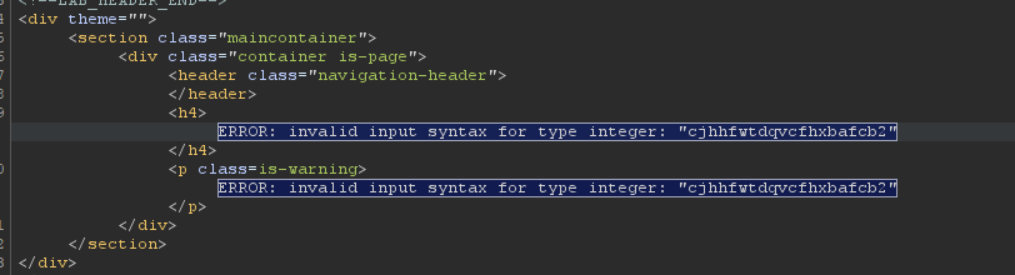 <!--LAB_HEADER_END-->
<div theme="">
<section class="maincontainer">
<div class="container is-page">
<header class="navigation-header">
</header>
<h4>
ERROR: invalid input syntax for type integer: "cjhhfwtdqvcfhxbafcb2"
</h4>
<p class=is-warning>
ERROR: invalid input syntax for type integer: "cjhhfwtdqvcfhxbafcb2"
</p>
</div>
</section>
</div>